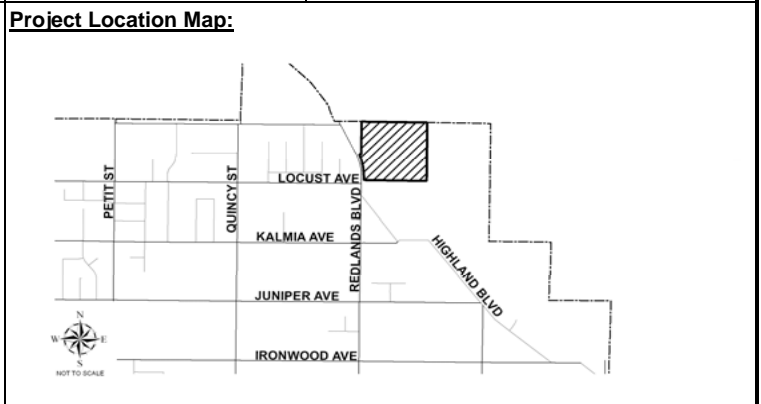 Project Location Map:
PETIT ST
QUINCY ST
LOCUST AVE
REDLANDS BLVD
KALMIA AVE
HIGHLAND BLVD
JUNIPER AVE
IRONWOOD AVE
N
W E
S
NOT TO SCALE